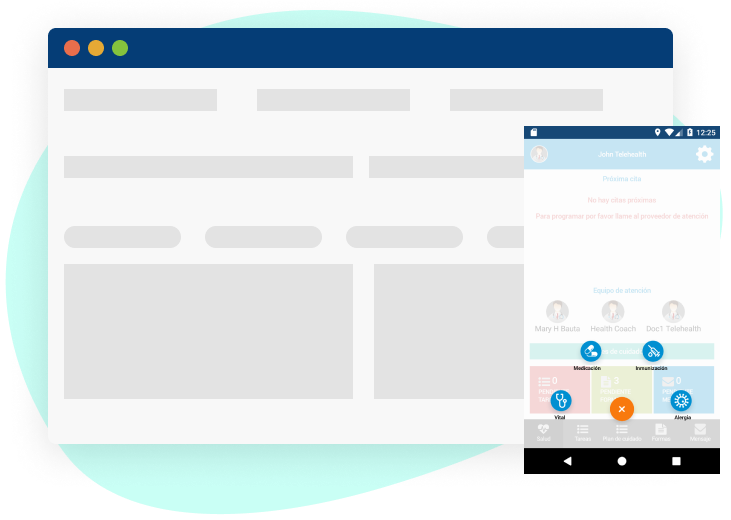 12:25
John Telehealth
Próxima cita
No hay citas próximas
Para programar por favor llame al proveedor de atención
Equipo de atención
Mary H Bauta Health Coach Doc1 Telehealth
Medicación Inmunización
0 3 0
Vital Alergia
Salud Tareas Plan de cuidado Formas Mensaje